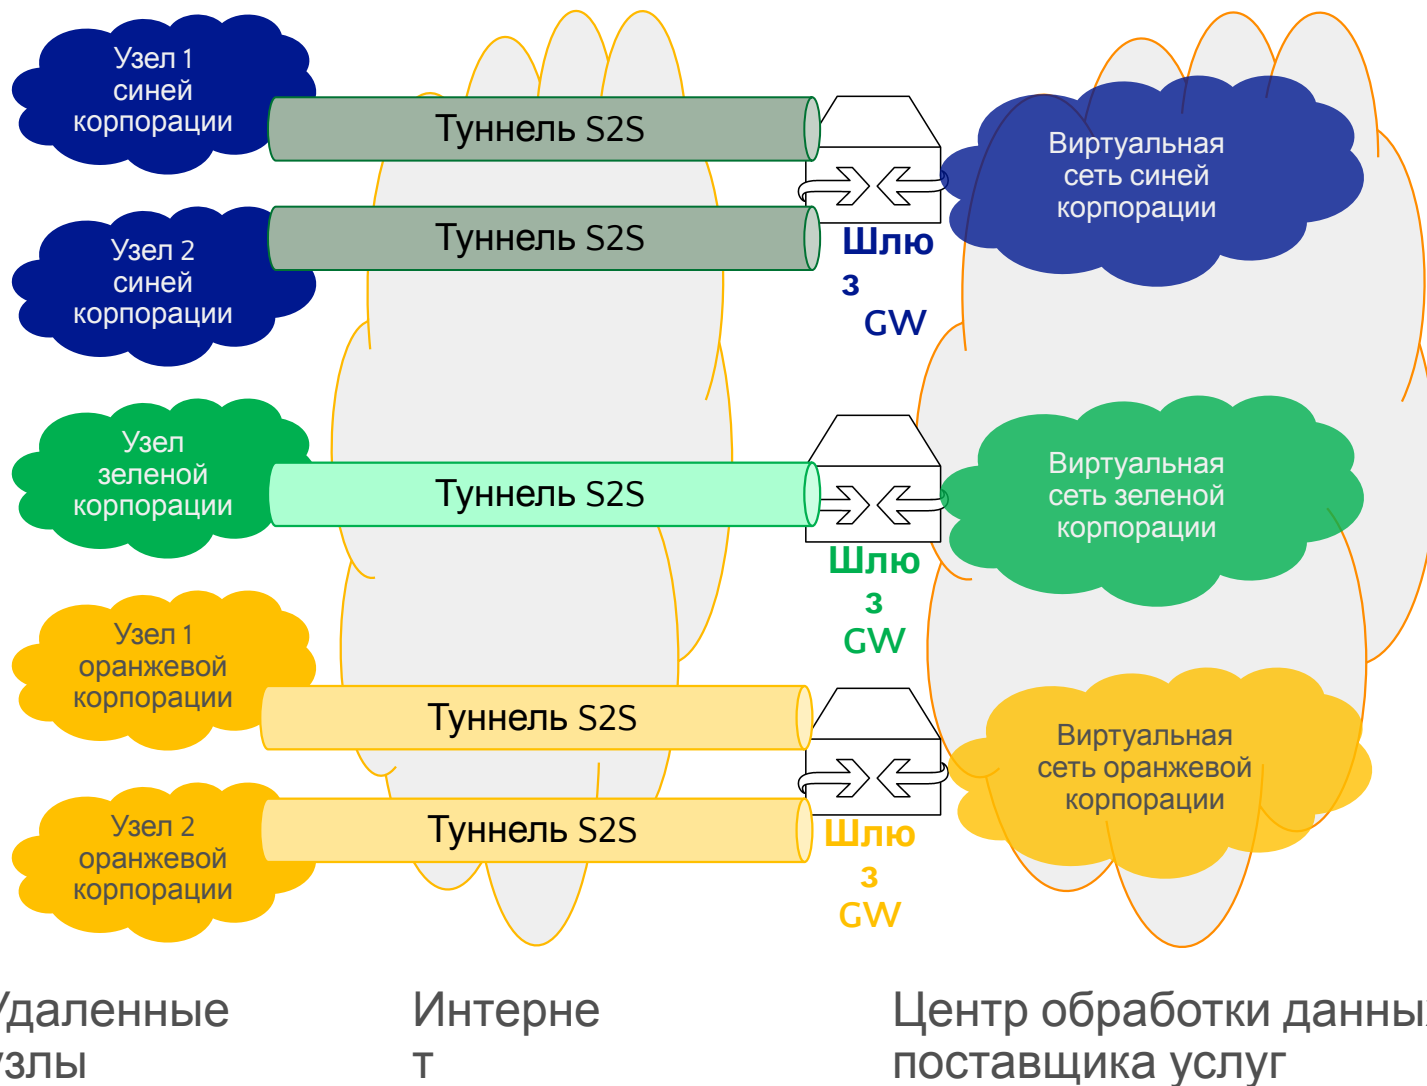 Узел 1
синей
корпорации
Туннель S2S
Виртуальная
сеть синей
корпорации
Узел 2
синей
корпорации
Туннель S2S
Шлю
з
GW
Узел
зеленой
корпорации
Туннель S2S
Виртуальная
сеть зеленой
корпорации
Шлю
з
GW
Узел 1
оранжевой
корпорации
Туннель S2S
Виртуальная
сеть оранжевой
корпорации
Узел 2
оранжевой
корпорации
Туннель S2S
Шлю
з
GW
Удаленные
узлы
Интерне
т
Центр обработки данных
поставщика услуг